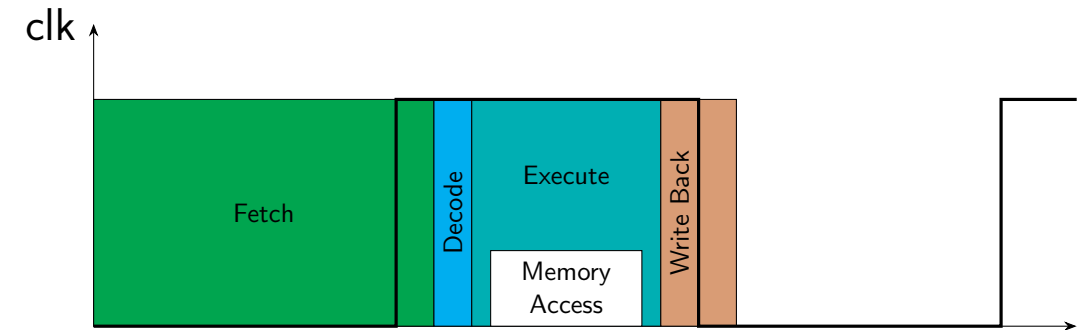 clk
Fetch
Decode
Execute
Memory
Access
Write Back